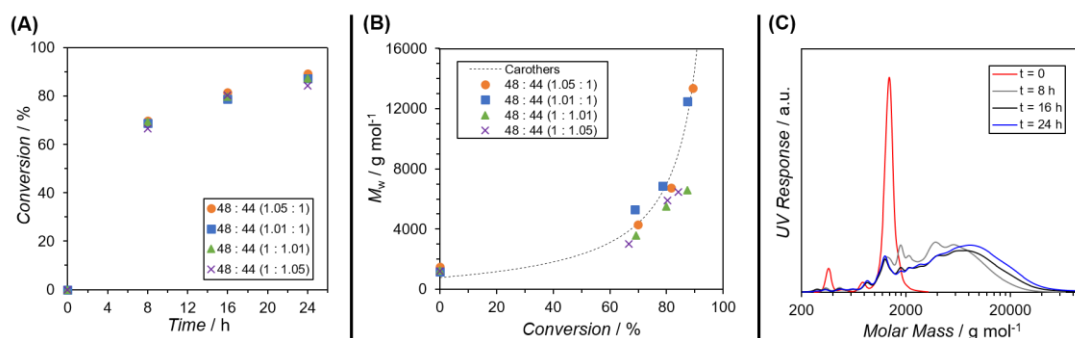 (A)
Conversion / %
100
80
60
40
20
0
48 : 44 (1.05 : 1)
48 : 44 (1.01 : 1)
48 : 44 (1 : 1.01)
48 : 44 (1 : 1.05)
0 8 16 24
Time / h
(B)
Mw / g mol-1
16000
12000
8000
4000
0
Carothers
48 : 44 (1.05 : 1)
48 : 44 (1.01 : 1)
48 : 44 (1 : 1.01)
48 : 44 (1 : 1.05)
0 20 40 60 80 100
Conversion / %
(C)
UV Response / a.u.
t = 0
t = 8 h
t = 16 h
t = 24 h
200 2000 20000
Molar Mass / g mol-1